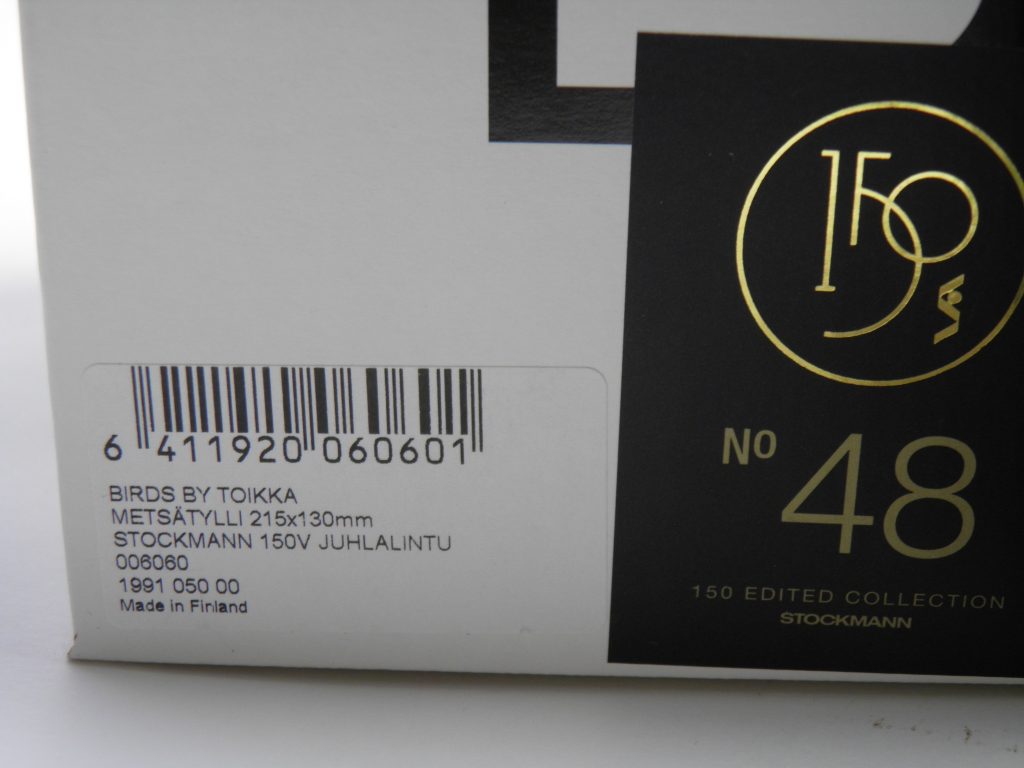 150
No 48
150 EDITED COLLECTION
STOCKMANN
6 411920 060601
BIRDS BY TOIKKA
METSÄTYLLI 215x130mm
STOCKMANN 150V JUHLALINTU
006060
1991 050 00
Made in Finland